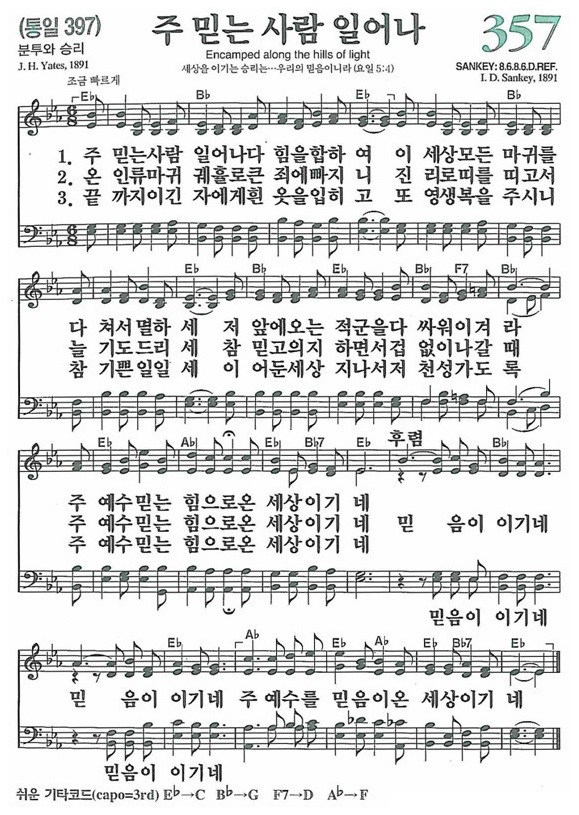 (통일 397)
주 믿는 사람 일어나
357
분투와 승리
Encamped along the hills of light
J. H. Yates, 1891
세상을 이기는 승리는…우리의 믿음이니라 (요일 5:4)
SANKEY: 8.6.8.6.D.REF.
I. D. Sankey, 1891
조금 빠르게
E♭ B♭ E♭ B♭
1. 주 믿는사람 일어나다 힘을합하 여 이 세상모든 마귀를
2. 온 인류마귀 궤휼로큰 죄에빠지 니 진 리로띠를 띠고서
3. 끝 까지이긴 자에게흰 옷을입히 고 또 영생복을 주시니
E♭ B♭ E♭ B♭ F7 B♭
다 쳐서멸하 세 저 앞에오는 적군을다 싸워이겨 라
늘 기도드리 세 참 믿고의지 하면서겁 없이나갈 때
참 기쁜일일 세 이 어둔세상 지나서저 천성가도 록
후렴
E♭ A♭ E♭ B♭7 E♭ B♭
주 예수믿는 힘으로온 세상이기 네
주 예수믿는 힘으로온 세상이기 네 믿 음이 이기네
주 예수믿는 힘으로온 세상이기 네
믿음이 이기네
E♭ A♭ E♭ A♭ E♭ B♭7 E♭
믿 음이 이기네 주 예수를 믿음이온 세상이기 네
믿음이 이기네
쉬운 기타코드(capo=3rd) E♭→C B♭→G F7→D A♭→F